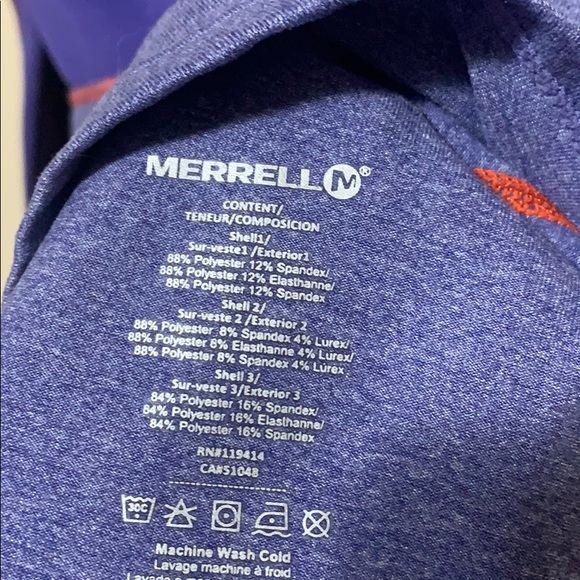 MERRELL M®
CONTENT/
TENEUR/COMPOSICION
Shell1/
Sur-veste1 /Exterior1
88% Polyester 12% Spandex/
88% Polyester 12% Elasthanne/
88% Polyester 12% Spandex
Shell 2/
Sur-veste 2 /Exterior 2
88% Polyester 8% Spandex 4% Lurex/
88% Polyester 8% Elasthanne 4% Lurex/
88% Polyester 8% Spandex 4% Lúrex
Shell 3/
Sur-veste 3/Exterior 3
84% Polyester 16% Spandex/
84% Polyester 16% Elasthanne/
84% Polyester 16% Spandex
RN#119414
CA#51048
30C
Machine Wash Cold
Lavage machine à froid